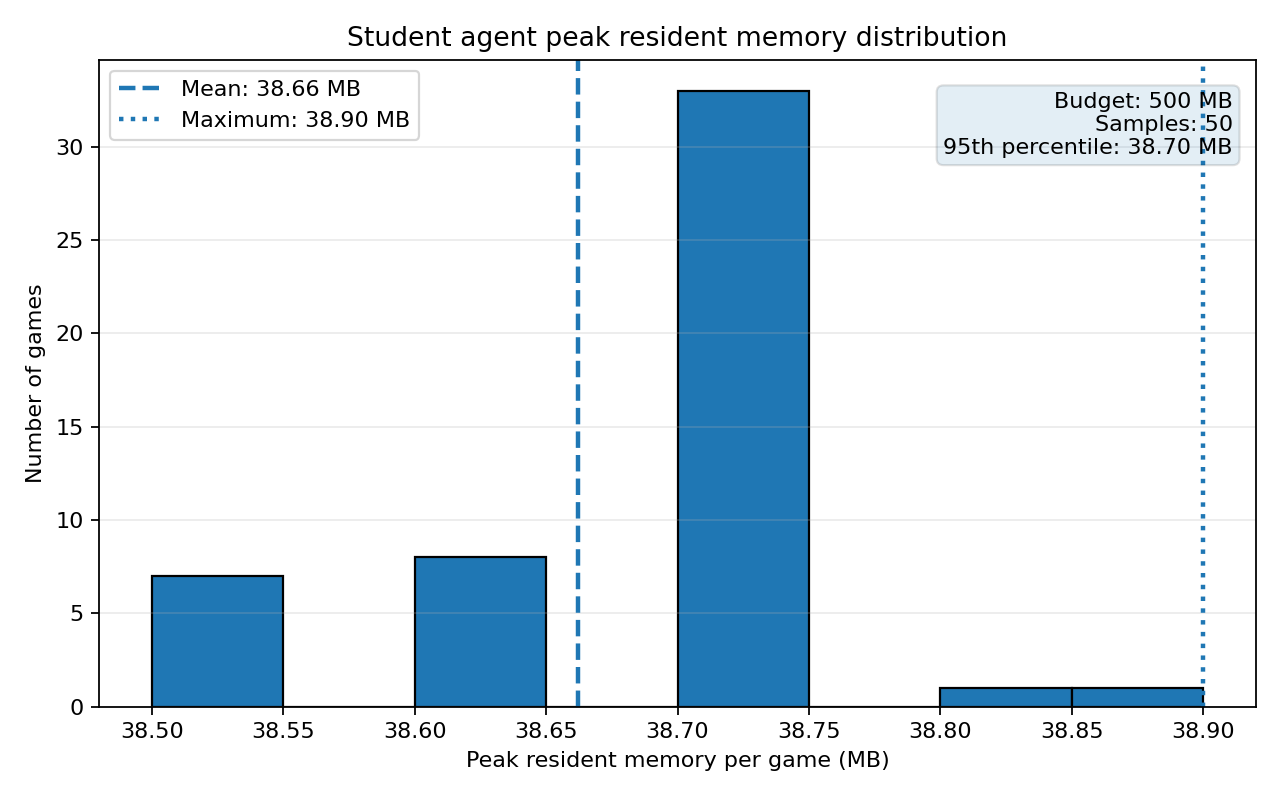 Student agent peak resident memory distribution
Mean: 38.66 MB
Maximum: 38.90 MB
Budget: 500 MB
Samples: 50
95th percentile: 38.70 MB
Number of games
30
25
20
15
10
5
0
38.50 38.55 38.60 38.65 38.70 38.75 38.80 38.85 38.90
Peak resident memory per game (MB)